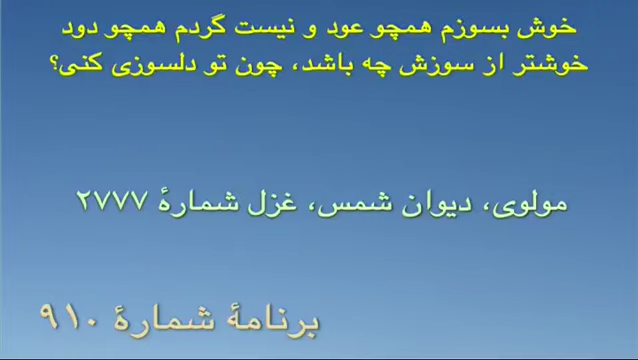 خوش بسوزم همچو عود و نیست گردم همچو دود
خوشتر از سوزش چه باشد، چون تو دلسوزی کنی؟
مولوی، دیوان شمس، غزل شمارهٔ ۲۷۷۷
برنامهٔ شمارهٔ ۹۱۰